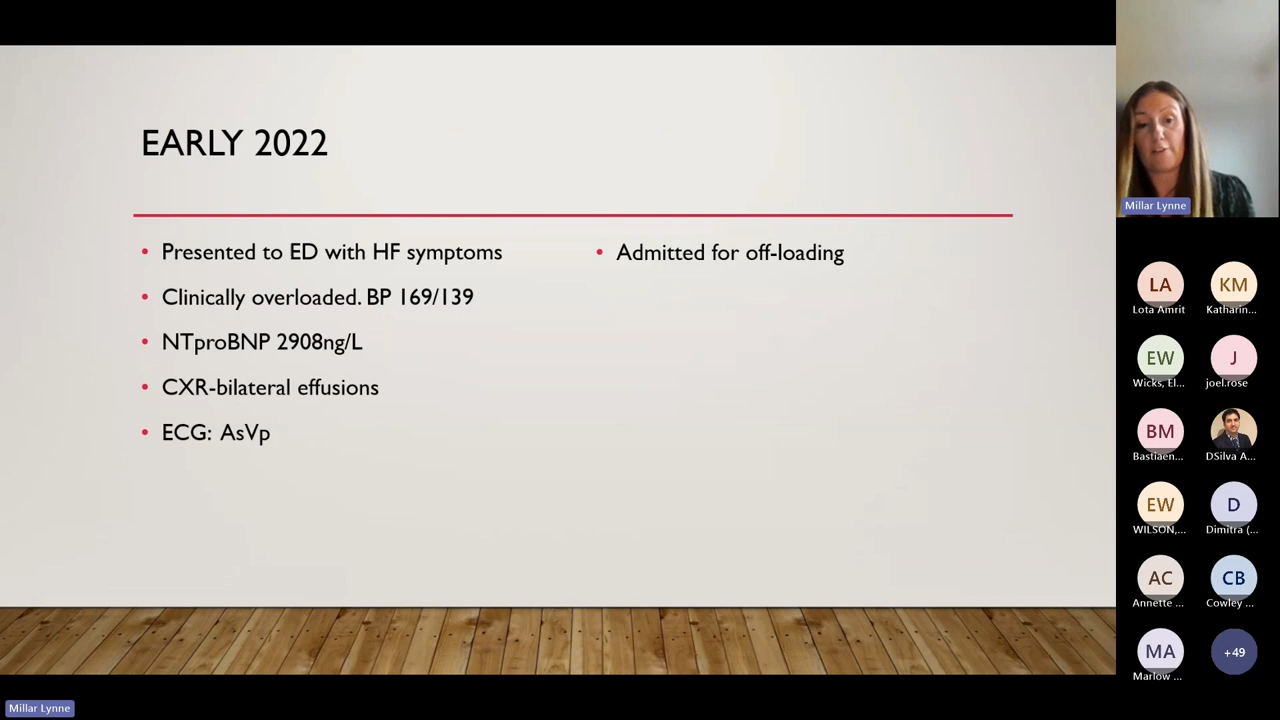 EARLY 2022
• Presented to ED with HF symptoms
• Clinically overloaded. BP 169/139
• NTproBNP 2908ng/L
• CXR-bilateral effusions
• ECG: AsVp
• Admitted for off-loading
Millar Lynne
LA
Lota Amrit
KM
Katharin...
EW
Wicks, El...
J
joel.rose
BM
Bastiaen...
DSilva A...
EW
WILSON,...
D
Dimitra (...
AC
Annette ...
CB
Cowley ...
MA
Marlow ...
+49
Millar Lynne